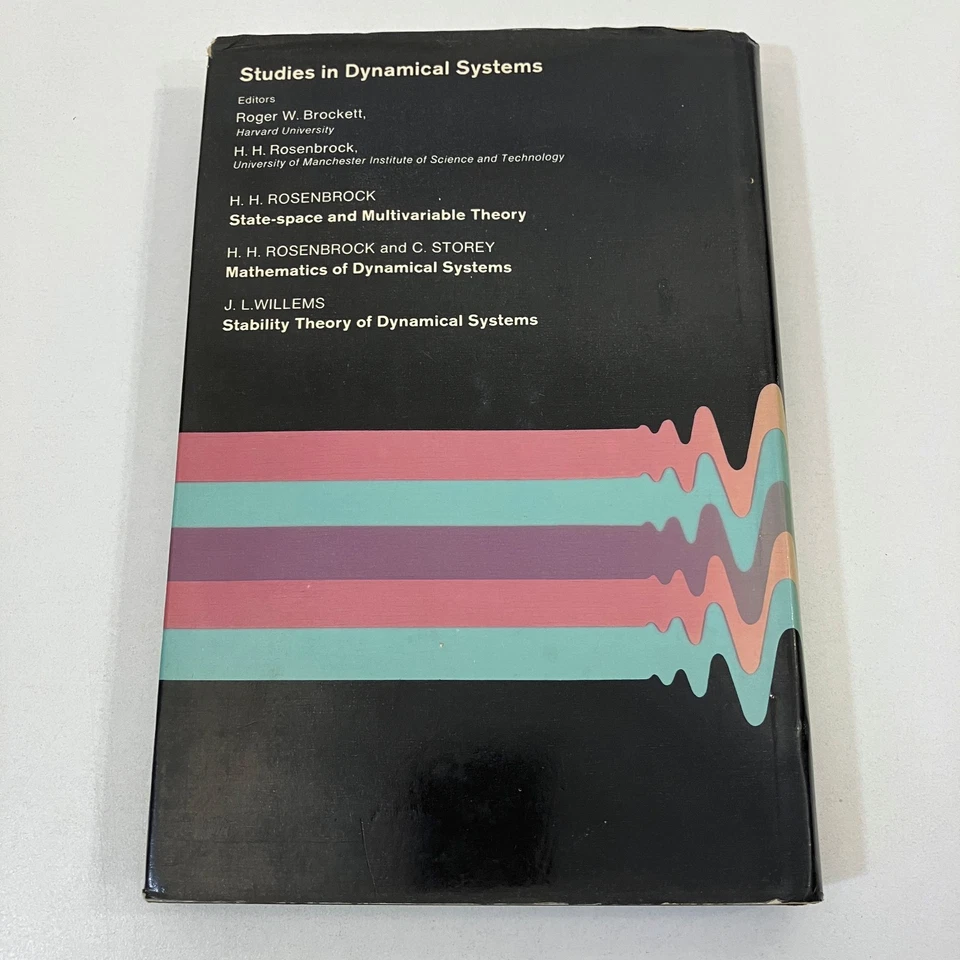 Studies in Dynamical Systems
Editors
Roger W. Brockett,
Harvard University
H. H. Rosenbrock,
University of Manchester Institute of Science and Technology
H. H. ROSENBROCK
State-space and Multivariable Theory
H. H. ROSENBROCK and C. STOREY
Mathematics of Dynamical Systems
J. L. WILLEMS
Stability Theory of Dynamical Systems